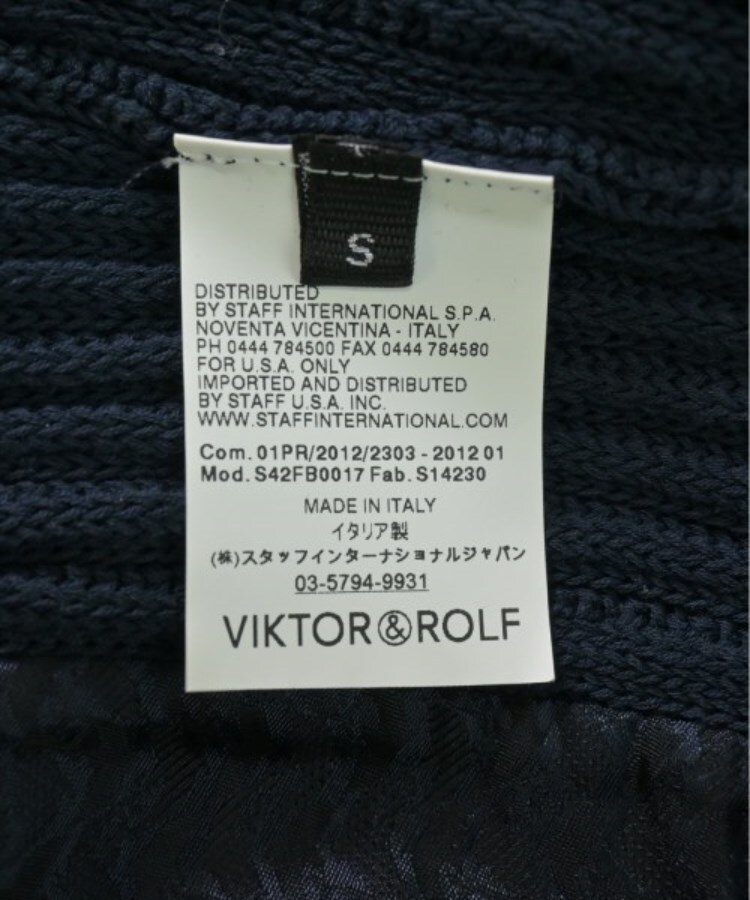 S
DISTRIBUTED
BY STAFF INTERNATIONAL S.P.A.
NOVENTA VICENTINA - ITALY
PH 0444 784500 FAX 0444 784580
FOR U.S.A. ONLY
IMPORTED AND DISTRIBUTED
BY STAFF U.S.A. INC.
WWW.STAFFINTERNATIONAL.COM
Com. 01PR/2012/2303 - 2012 01
Mod. S42FB0017 Fab. S14230
MADE IN ITALY
イタリア製
(株)スタッフインターナショナルジャパン
03-5794-9931
VIKTOR&ROLF